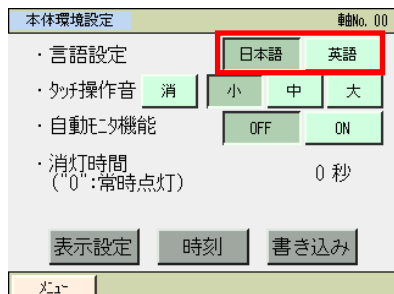 本体環境設定 軸No. 00
・言語設定 日本語 英語
・ﾀｯﾁ操作音 消 小 中 大
・自動ﾓﾆﾀ機能 OFF ON
・消灯時間
("0":常時点灯) 0 秒
表示設定 時刻 書き込み
ﾒﾆｭｰ